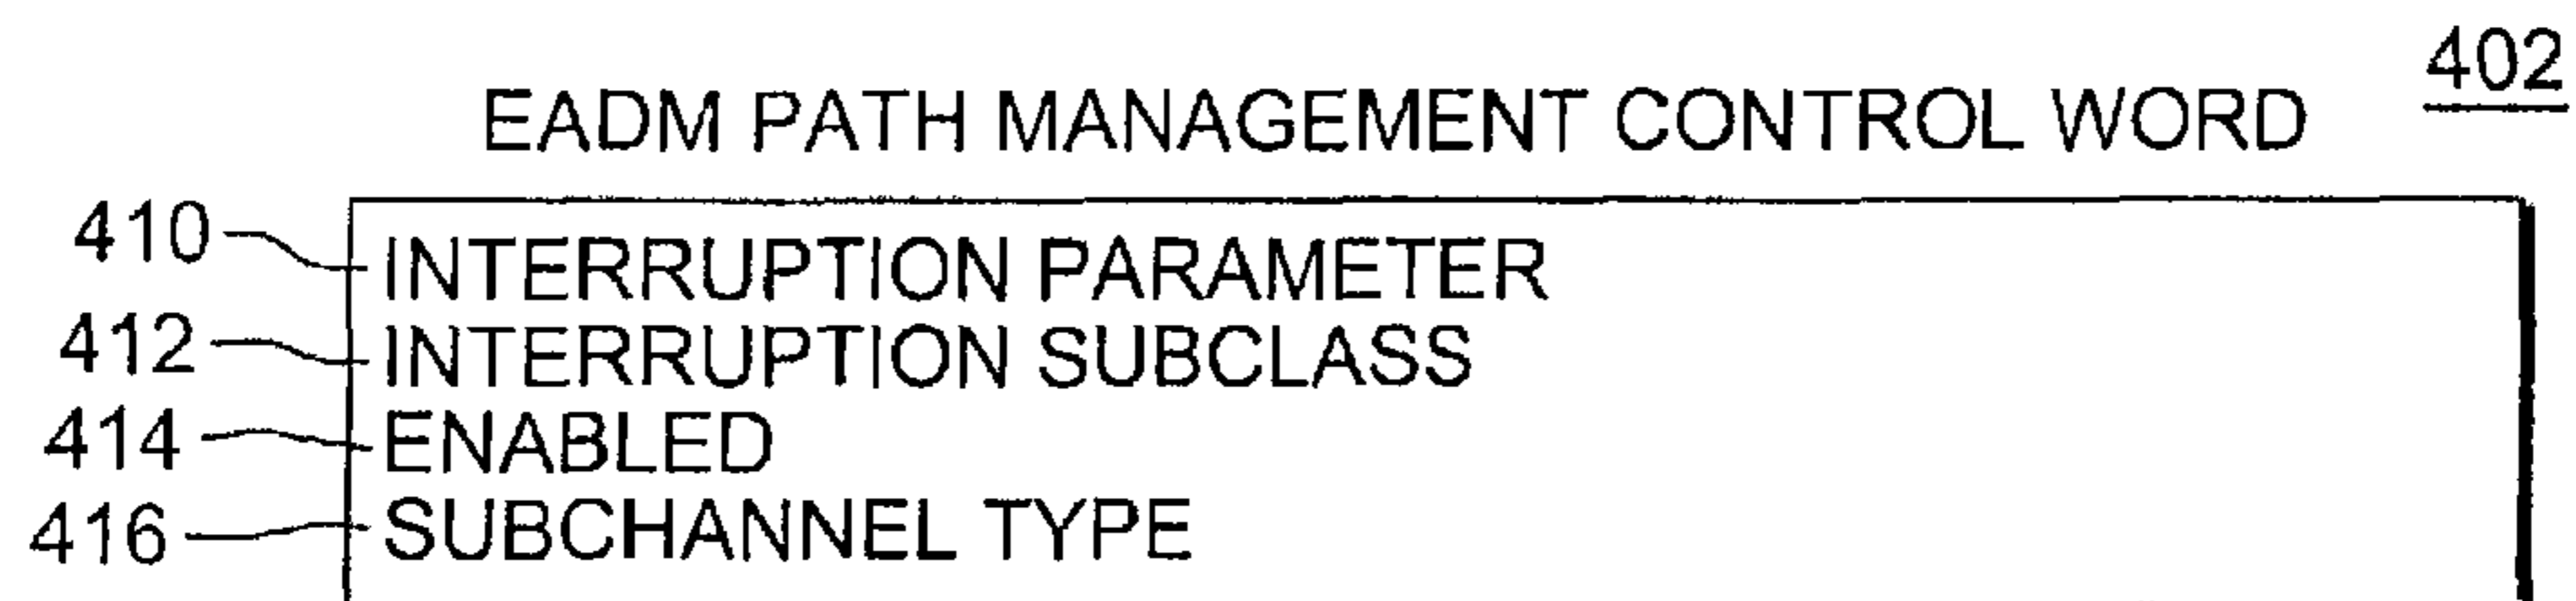 402
EADM PATH MANAGEMENT CONTROL WORD
410 INTERRUPTION PARAMETER
412 INTERRUPTION SUBCLASS
414 ENABLED
416 SUBCHANNEL TYPE